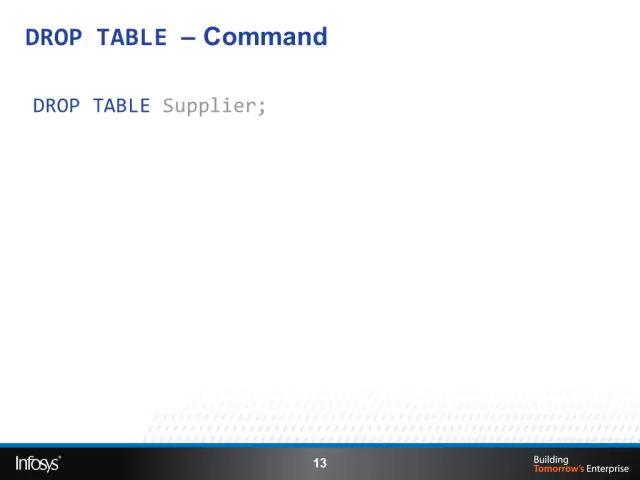 DROP TABLE – Command
DROP TABLE Supplier;
Infosys®
13
Building
Tomorrow's Enterprise